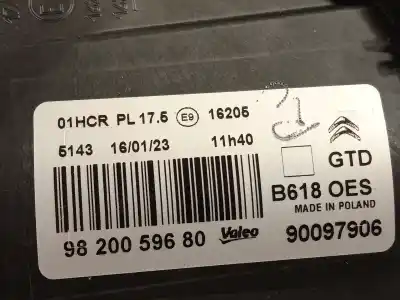 01HCR PL 17.5 E9 16205
5143 16/01/23 11h40
GTD
B618 OES
MADE IN POLAND
98 200 596 80 Valeo 90097906